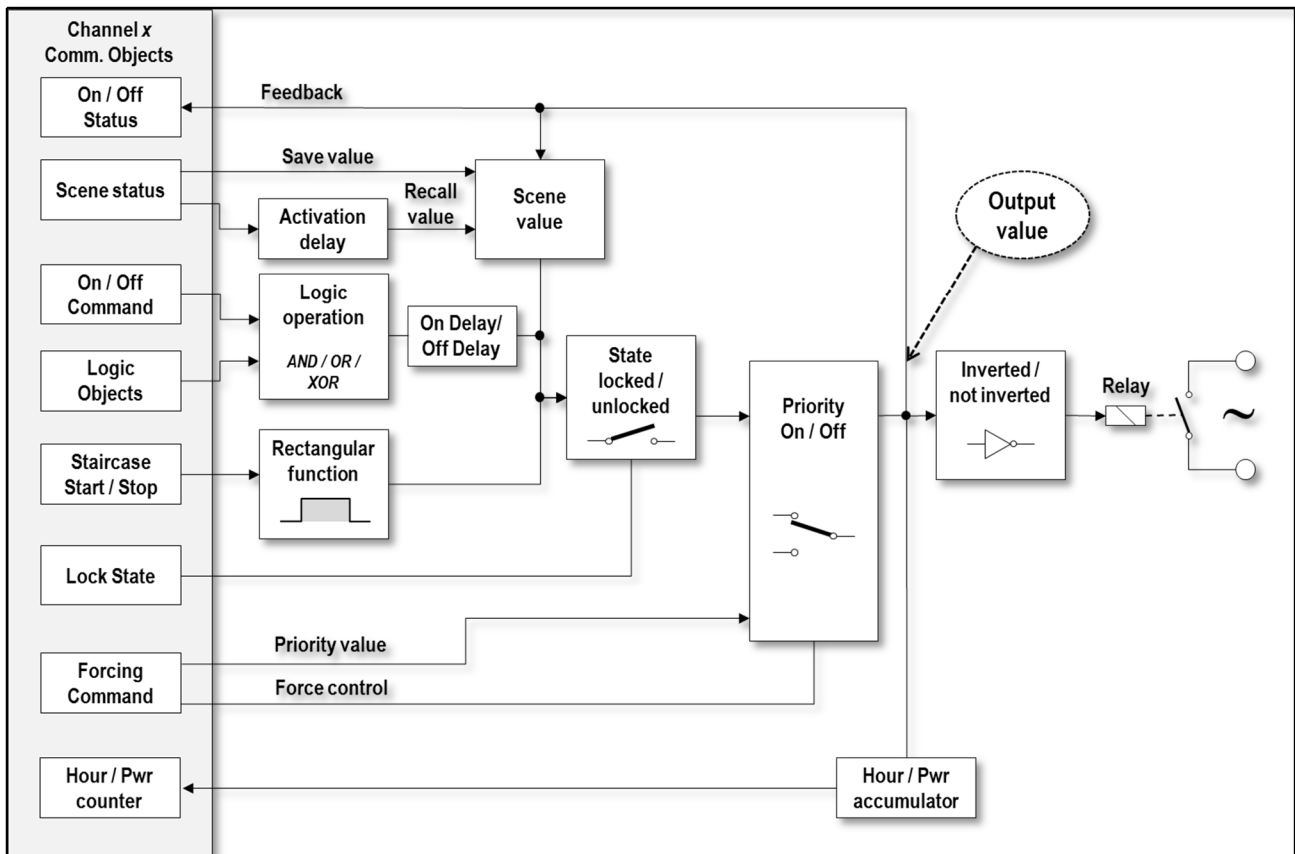 Channel x
Comm. Objects
On / Off
Status
Feedback
Scene status
Save value
Activation
delay
Recall
value
Scene
value
Output
value
On / Off
Command
Logic
operation
AND / OR /
XOR
On Delay/
Off Delay
Logic
Objects
State
locked /
unlocked
Priority
On / Off
Inverted /
not inverted
Relay
~
Staircase
Start / Stop
Rectangular
function
Lock State
Forcing
Command
Priority value
Force control
Hour / Pwr
counter
Hour / Pwr
accumulator